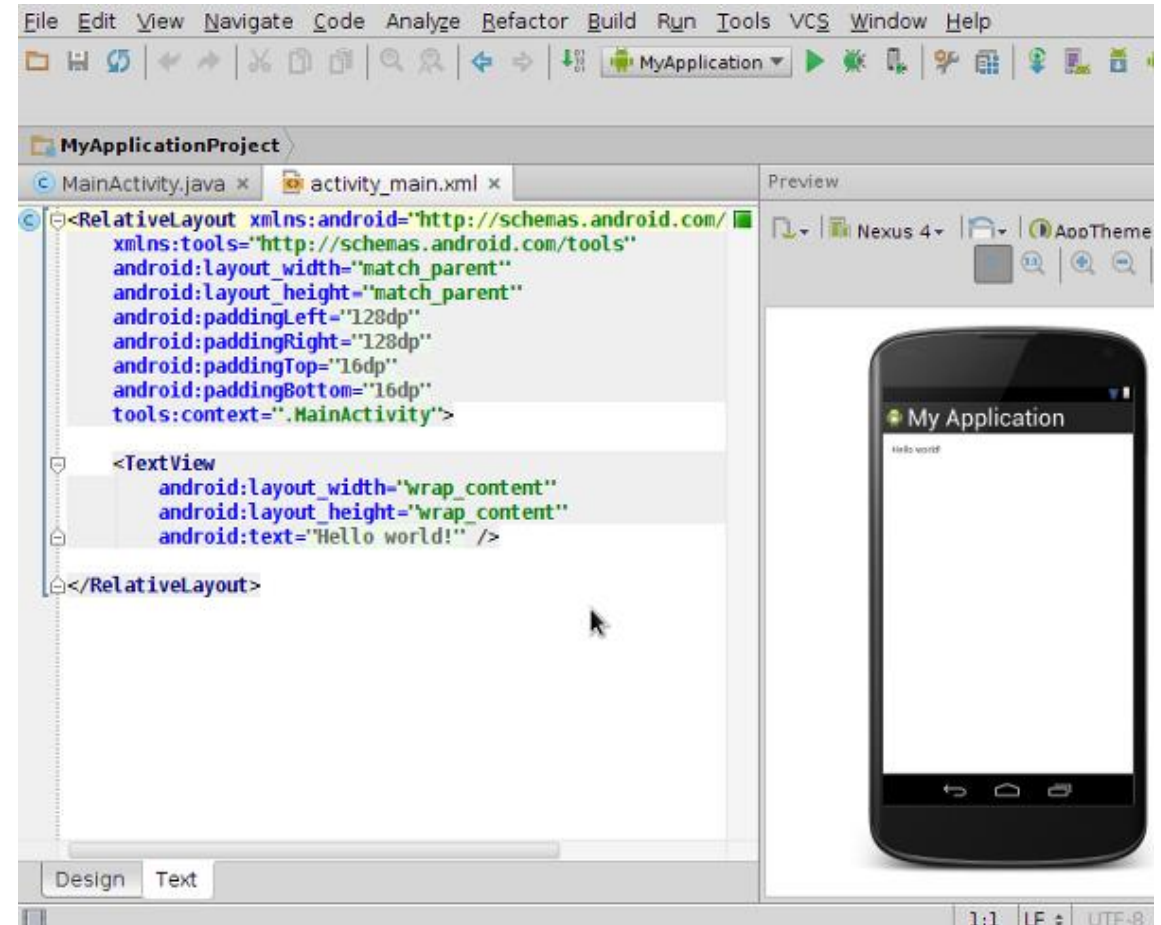 File Edit View Navigate Code Analyze Refactor Build Run Tools VCS Window Help
MyApplication
MyApplicationProject
MainActivity.java
activity_main.xml
Preview
<RelativeLayout xmlns:android="http://schemas.android.com/
xmlns:tools="http://schemas.android.com/tools"
android:layout_width="match_parent"
android:layout_height="match_parent"
android:paddingLeft="128dp"
android:paddingRight="128dp"
android:paddingTop="16dp"
android:paddingBottom="16dp"
tools:context=".MainActivity">
<TextView
android:layout_width="wrap_content"
android:layout_height="wrap_content"
android:text="Hello world!" />
</RelativeLayout>
Nexus 4
AppTheme
My Application
Hello world!
Design Text
1:1 LF UTF-8